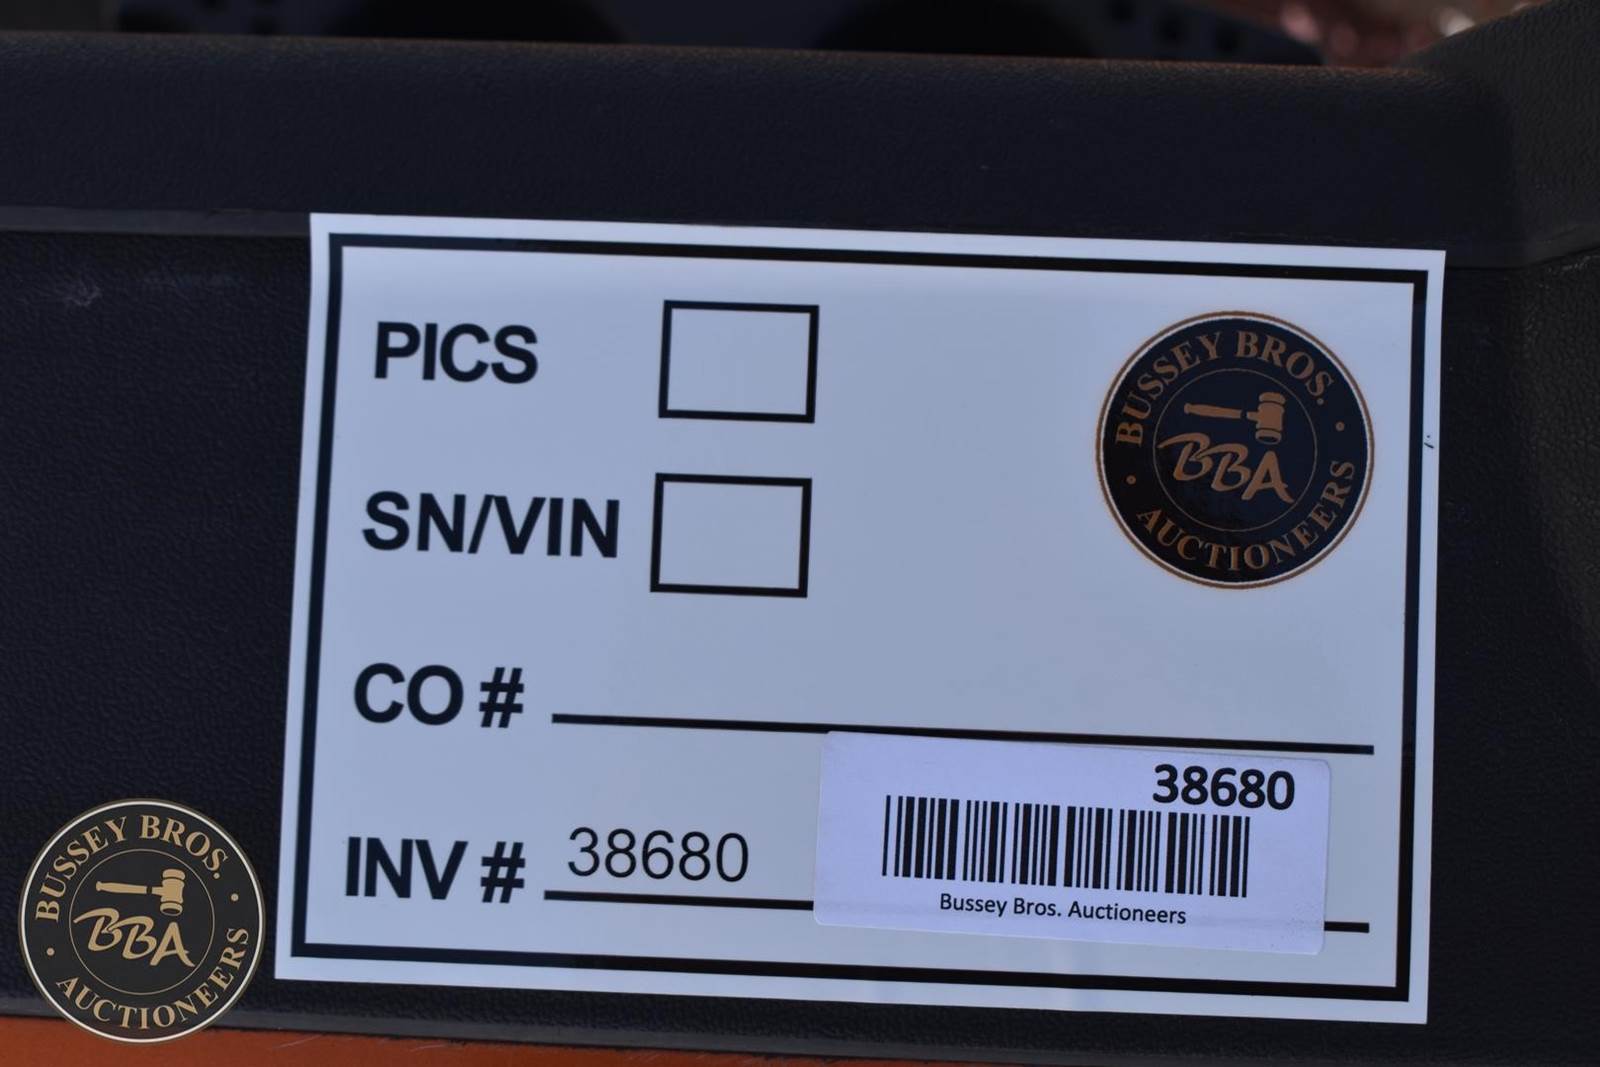 PICS
BUSSEY BROS.
BBA
AUCTIONEERS
SN/VIN
CO #
38680
INV # 38680
Bussey Bros. Auctioneers
BUSSEY BROS.
BBA
AUCTIONEERS